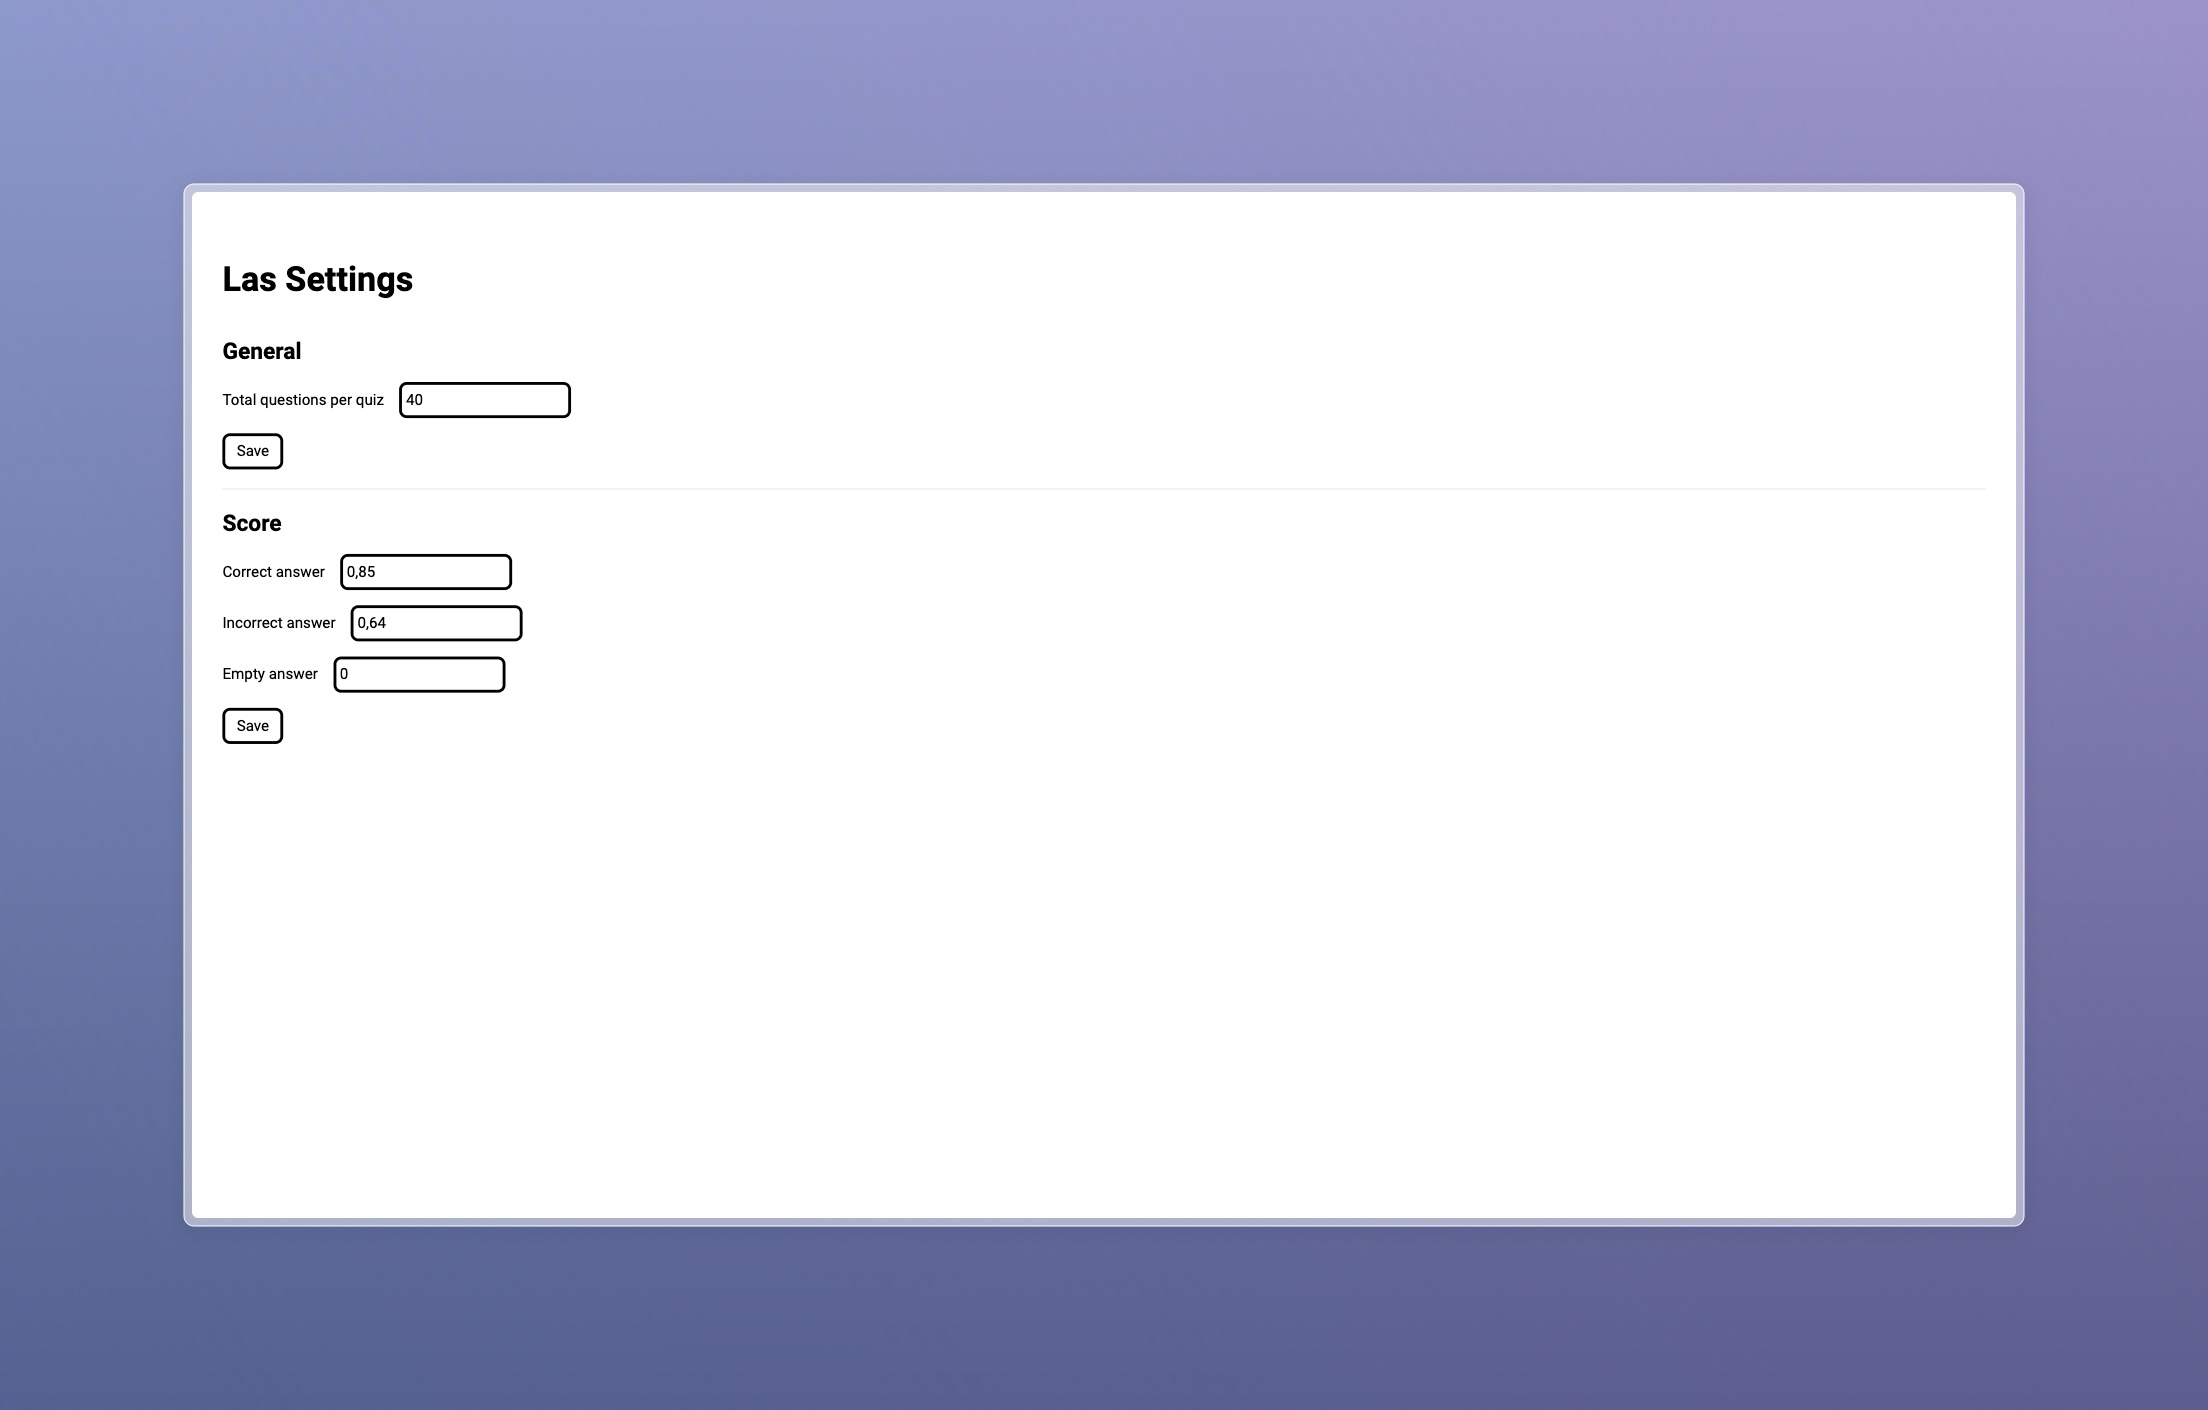 Las Settings
General
Total questions per quiz 40
Save
Score
Correct answer 0,85
Incorrect answer 0,64
Empty answer 0
Save